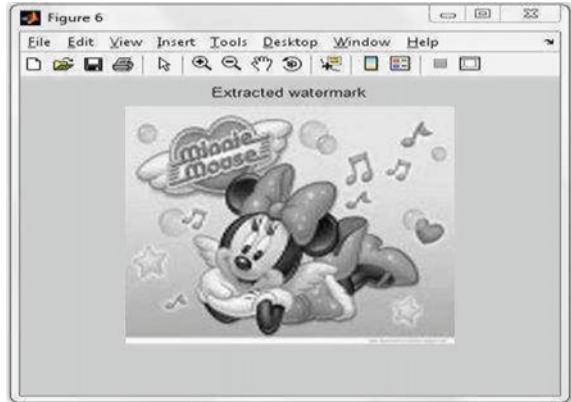 Figure 6
File Edit View Insert Tools Desktop Window Help
Extracted watermark
Minnie
Mouse